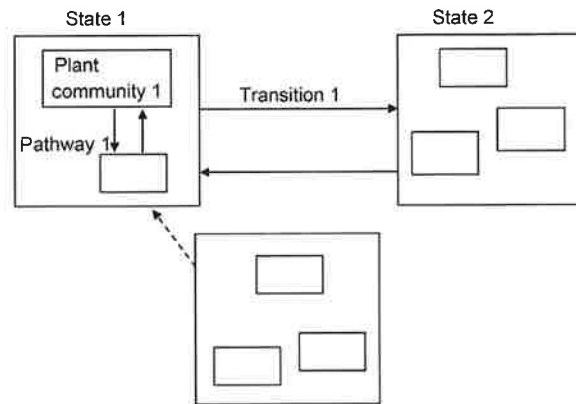 State 1
State 2
Plant
community 1
Transition 1
Pathway 1